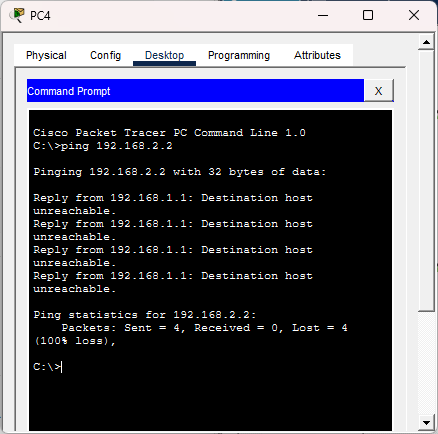 PC4
Physical Config Desktop Programming Attributes
Command Prompt X
Cisco Packet Tracer PC Command Line 1.0
C:\>ping 192.168.2.2
Pinging 192.168.2.2 with 32 bytes of data:
Reply from 192.168.1.1: Destination host
unreachable.
Reply from 192.168.1.1: Destination host
unreachable.
Reply from 192.168.1.1: Destination host
unreachable.
Reply from 192.168.1.1: Destination host
unreachable.
Ping statistics for 192.168.2.2:
    Packets: Sent = 4, Received = 0, Lost = 4
(100% loss),
C:\>